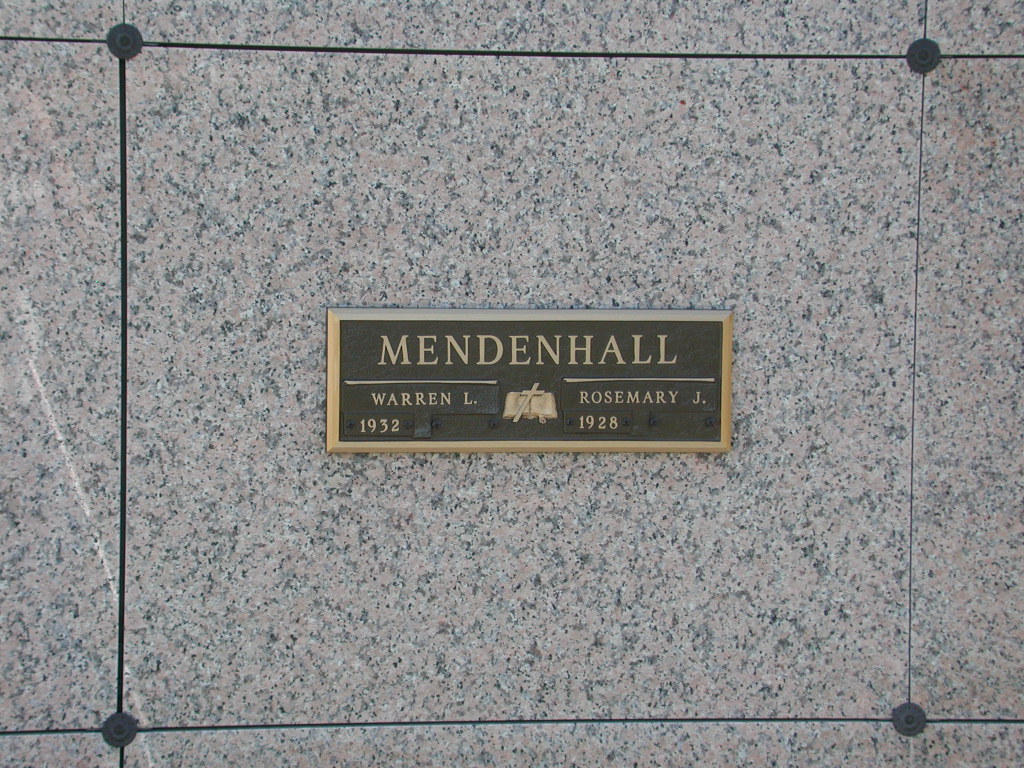 MENDENHALL
WARREN L.
1932
ROSEMARY J.
1928